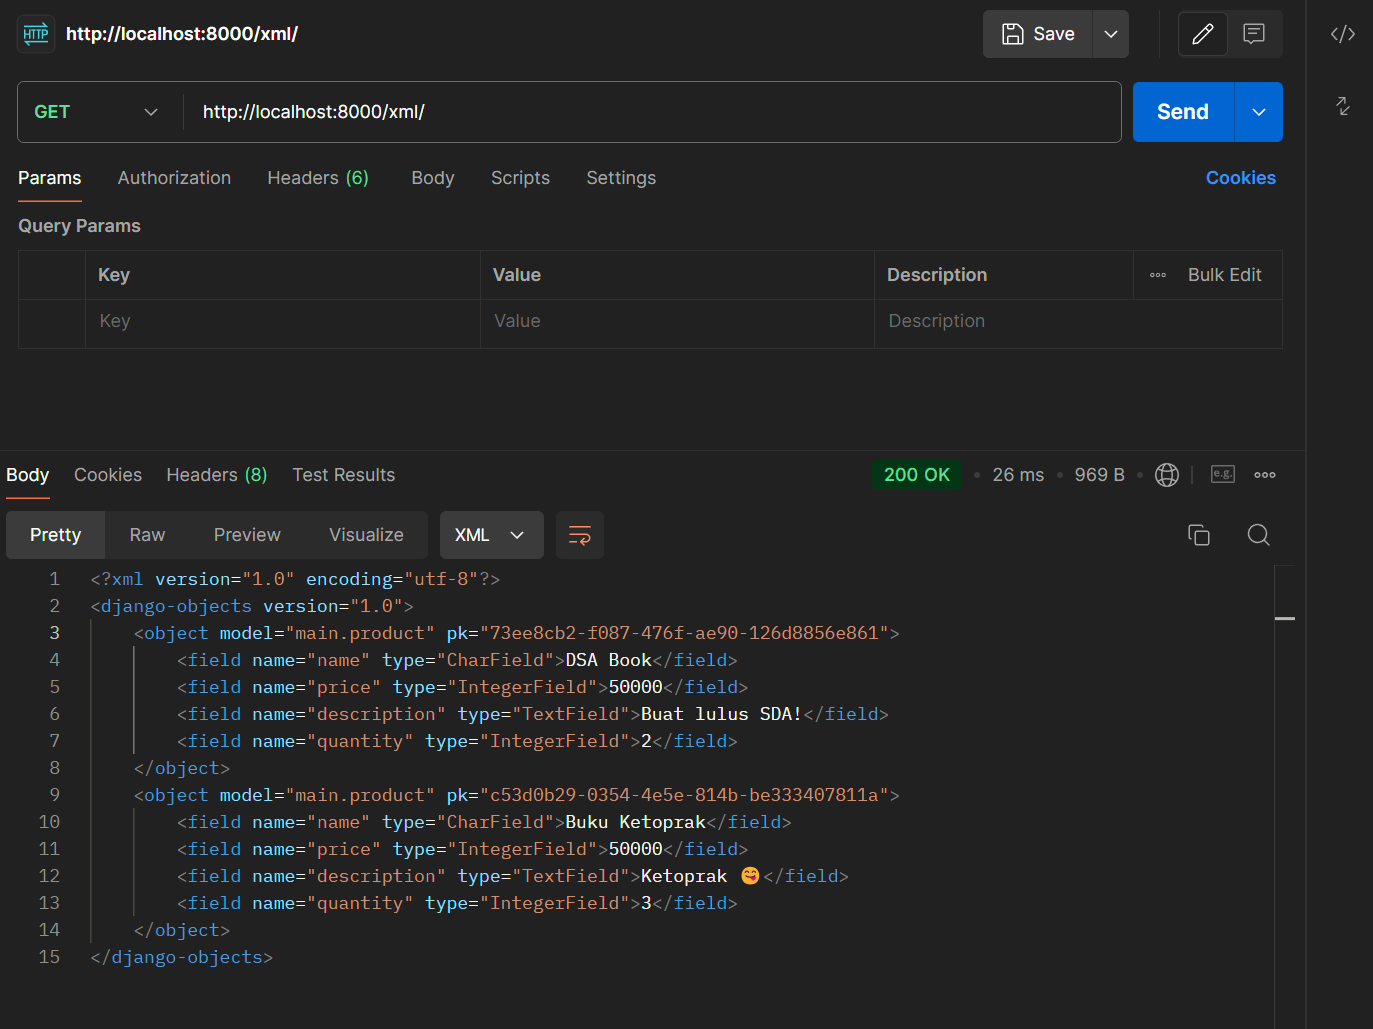 HTTP http://localhost:8000/xml/ Save
GET http://localhost:8000/xml/ Send
Params Authorization Headers (6) Body Scripts Settings Cookies
Query Params
Key Value Description Bulk Edit
Key Value Description
Body Cookies Headers (8) Test Results 200 OK 26 ms 969 B e.g.
Pretty Raw Preview Visualize XML
1 <?xml version="1.0" encoding="utf-8"?>
2 <django-objects version="1.0">
3 <object model="main.product" pk="73ee8cb2-f087-476f-ae90-126d8856e861">
4 <field name="name" type="CharField">DSA Book</field>
5 <field name="price" type="IntegerField">50000</field>
6 <field name="description" type="TextField">Buat lulus SDA!</field>
7 <field name="quantity" type="IntegerField">2</field>
8 </object>
9 <object model="main.product" pk="c53d0b29-0354-4e5e-814b-be333407811a">
10 <field name="name" type="CharField">Buku Ketoprak</field>
11 <field name="price" type="IntegerField">50000</field>
12 <field name="description" type="TextField">Ketoprak 😋</field>
13 <field name="quantity" type="IntegerField">3</field>
14 </object>
15 </django-objects>